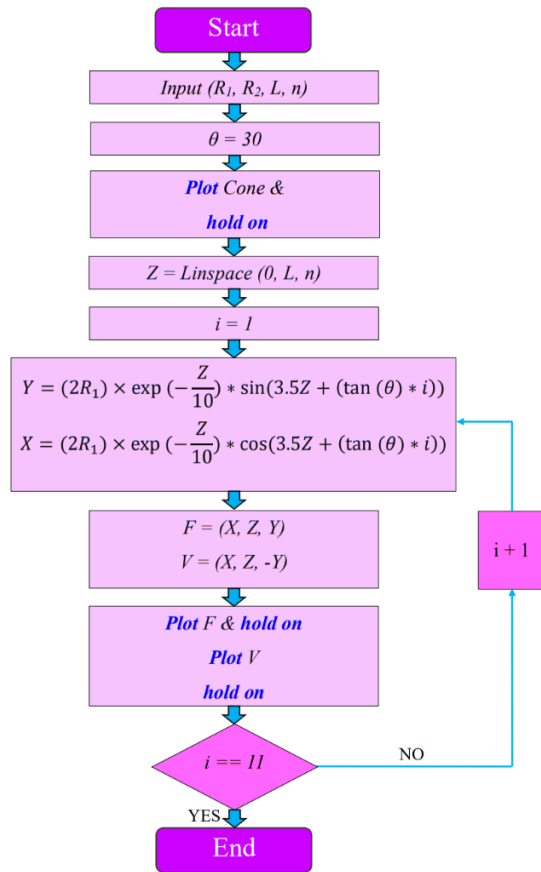 Start
Input (R₁, R₂, L, n)
θ = 30
Plot Cone &
hold on
Z = Linspace (0, L, n)
i = 1
Y = (2R₁) × exp (−Z/10) * sin(3.5Z + (tan (θ) * i))
X = (2R₁) × exp (−Z/10) * cos(3.5Z + (tan (θ) * i))
F = (X, Z, Y)
V = (X, Z, -Y)
i + 1
Plot F & hold on
Plot V
hold on
i == 11
NO
YES
End